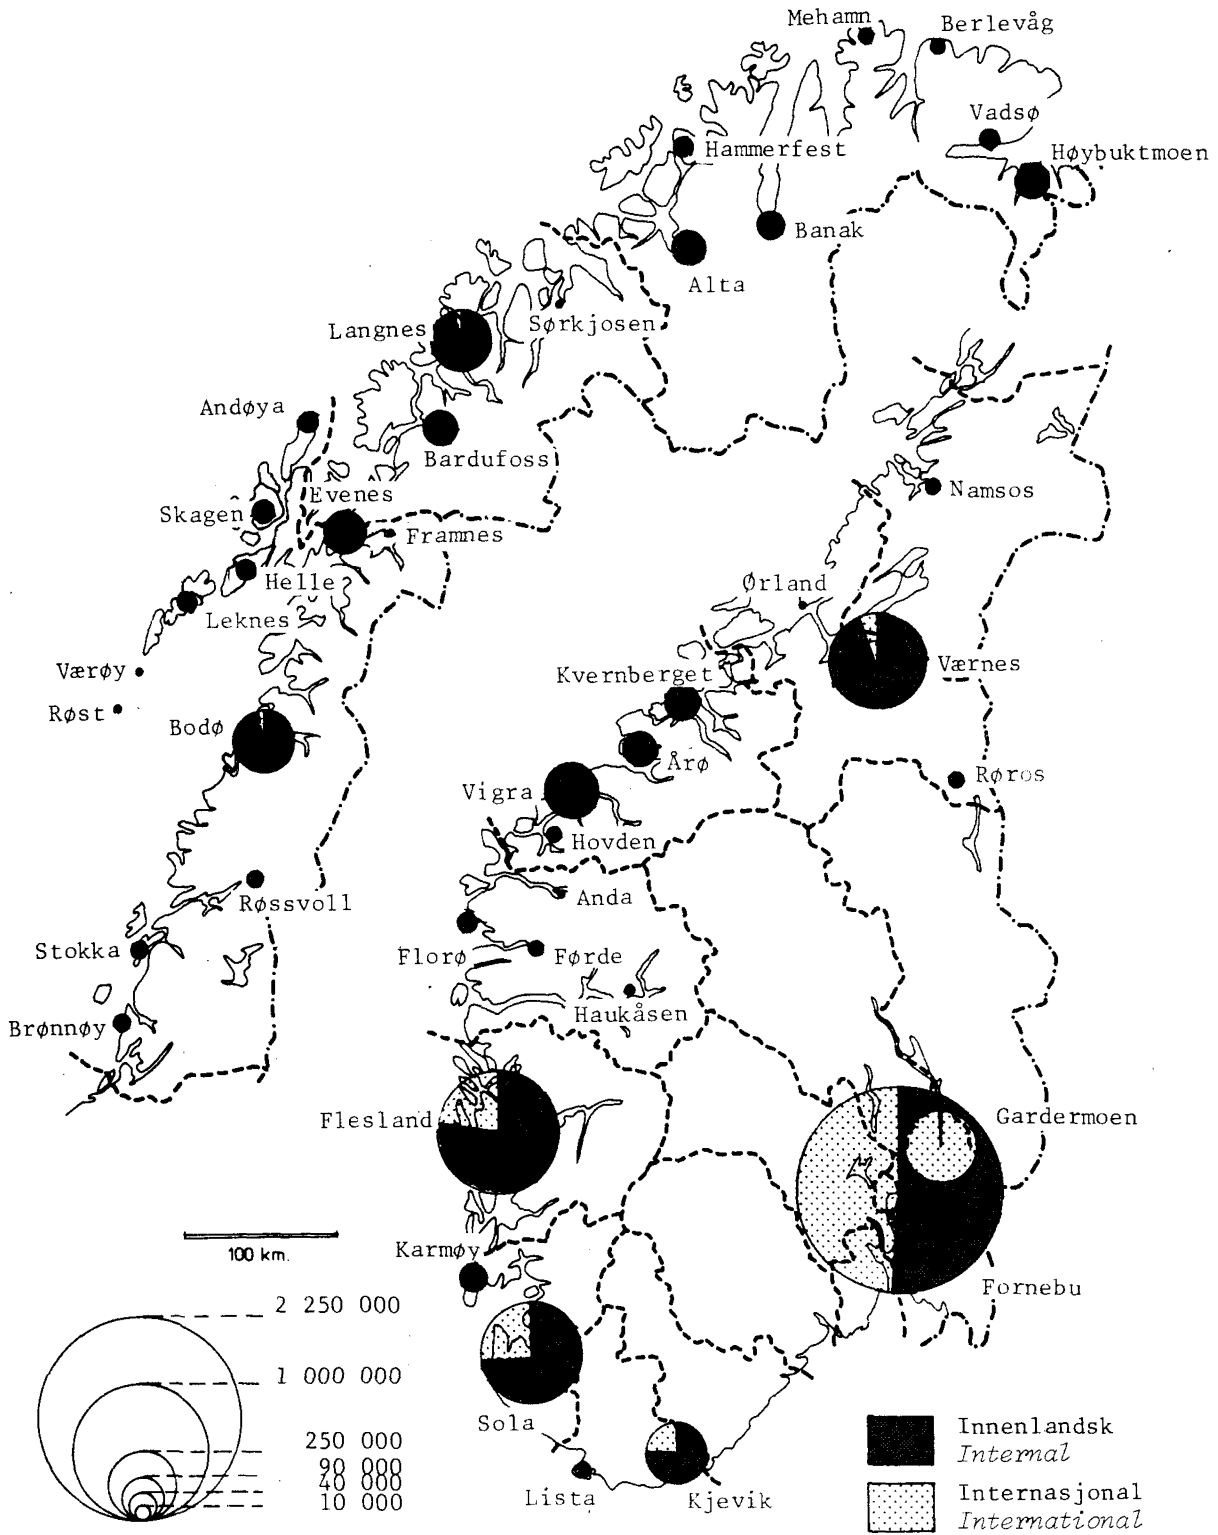 Mehamn
Berlevåg
Vadsø
Hammerfest
Høybuktmoen
Banak
Alta
Langnes
Sørkjosen
Andøya
Bardufoss
Evenes
Skagen
Framnes
Namsos
Helle
Ørland
Leknes
Værøy
Kvernberget
Værnes
Røst
Bodø
Årø
Røros
Vigra
Hovden
Anda
Røssvoll
Stokka
Florø
Førde
Haukåsen
Brønnøy
Flesland
Gardermoen
100 km.
Karmøy
Fornebu
2 250 000
1 000 000
250 000
90 000
40 000
10 000
Sola
Lista
Kjevik
Innenlandsk
Internal
Internasjonal
International